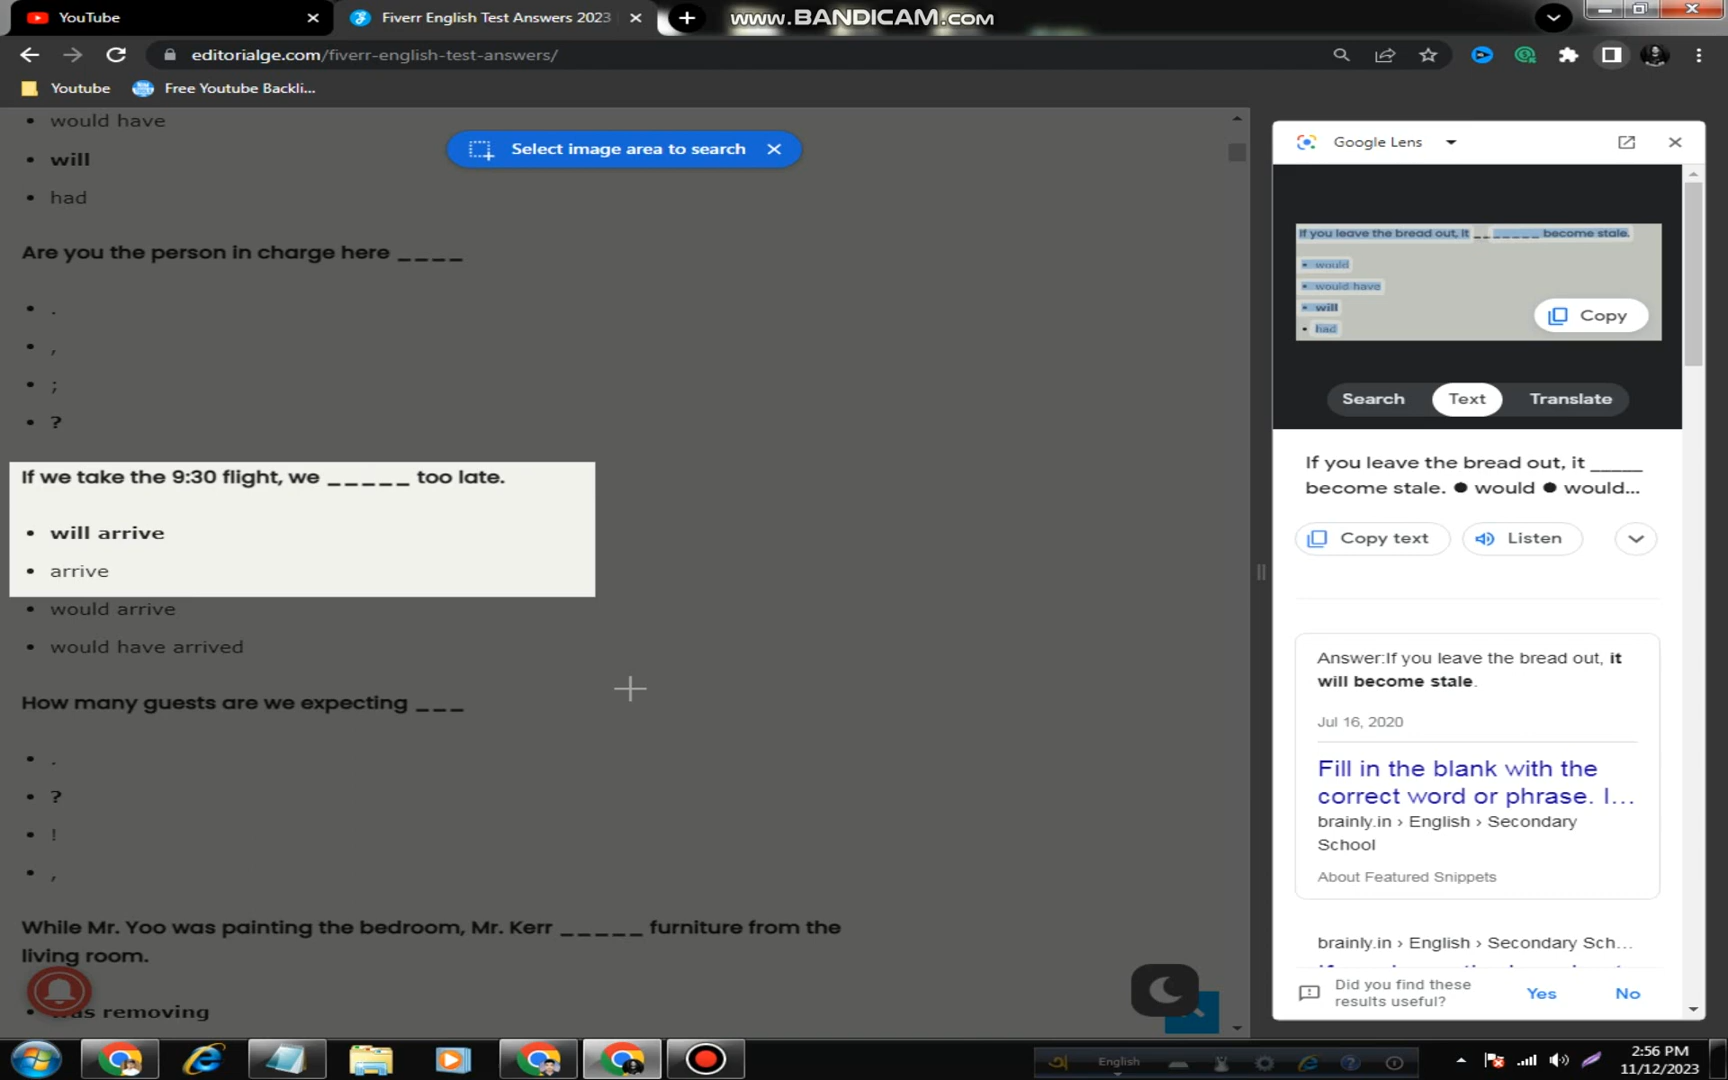 YouTube
Fiverr English Test Answers 2023
www.BANDICAM.com
editorialge.com/fiverr-english-test-answers/
Youtube
Free Youtube Backli...
would have
will
had
Select image area to search
Are you the person in charge here ____
.
,
;
?
If we take the 9:30 flight, we _____ too late.
will arrive
arrive
would arrive
would have arrived
How many guests are we expecting ___
.
?
!
,
While Mr. Yoo was painting the bedroom, Mr. Kerr _____ furniture from the
living room.
was removing
Google Lens
If you leave the bread out, it _______ become stale.
would
would have
will
had
Copy
Search
Text
Translate
If you leave the bread out, it _____
become stale. ● would ● would...
Copy text
Listen
Answer:If you leave the bread out, it
will become stale.
Jul 16, 2020
Fill in the blank with the
correct word or phrase. I...
brainly.in › English › Secondary
School
About Featured Snippets
brainly.in › English › Secondary Sch...
Did you find these
results useful?
Yes
No
English
2:56 PM
11/12/2023